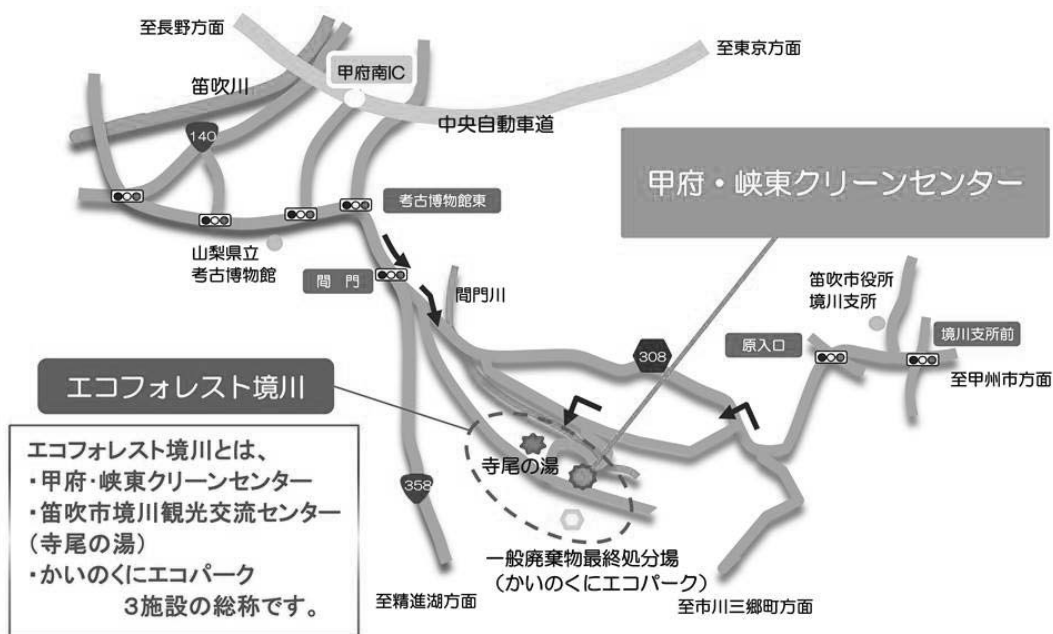 至長野方面
甲府南IC
至東京方面
笛吹川
中央自動車道
140
甲府・峡東クリーンセンター
考古博物館東
山梨県立
考古博物館
間　門
間門川
笛吹市役所
境川支所
308
原入口
境川支所前
至甲州市方面
エコフォレスト境川
エコフォレスト境川とは、
・甲府・峡東クリーンセンター
・笛吹市境川観光交流センター
（寺尾の湯）
・かいのくにエコパーク
3施設の総称です。
寺尾の湯
358
一般廃棄物最終処分場
（かいのくにエコパーク）
至精進湖方面
至市川三郷町方面